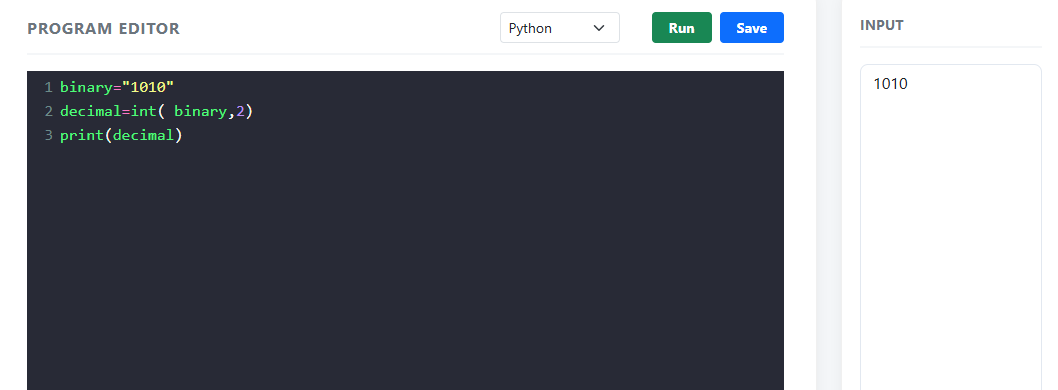 PROGRAM EDITOR
Python
Run
Save
1 binary="1010"
2 decimal=int( binary,2)
3 print(decimal)
INPUT
1010